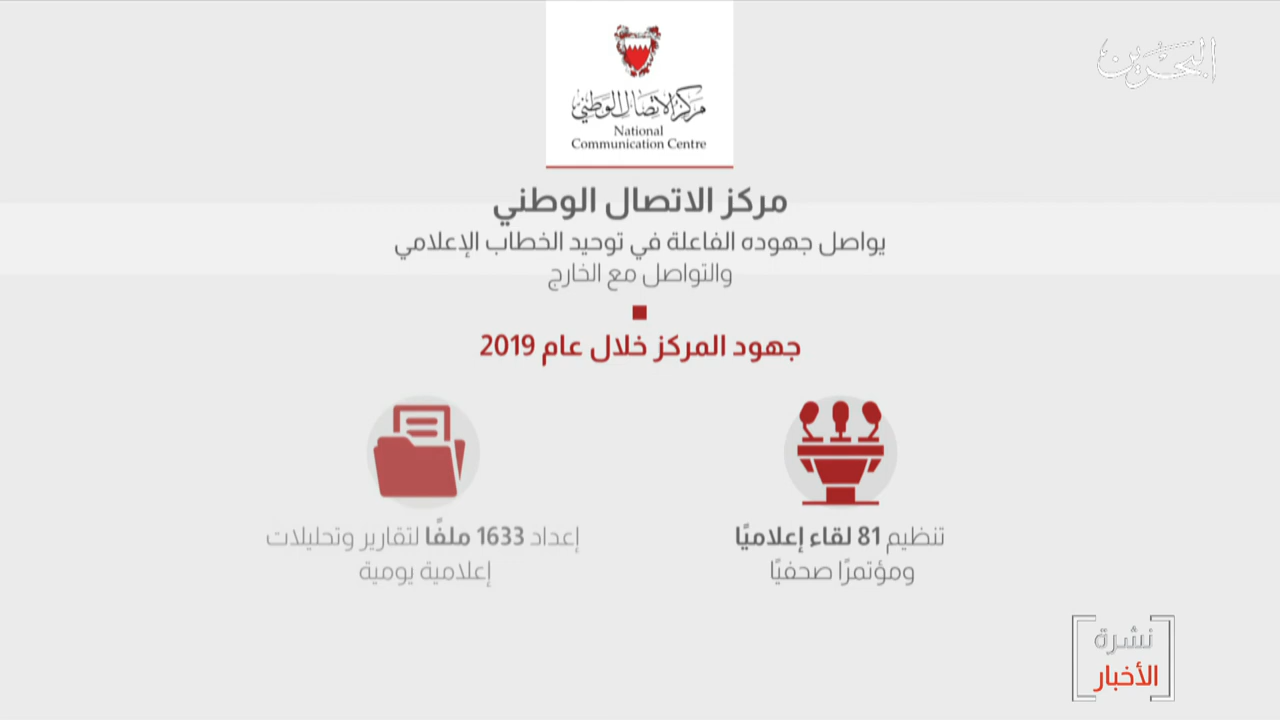 البحرين
مركز الاتصال الوطني
National
Communication Centre
مركز الاتصال الوطني
يواصل جهوده الفاعلة في توحيد الخطاب الإعلامي
والتواصل مع الخارج
جهود المركز خلال عام 2019
تنظيم 81 لقاء إعلاميًا
ومؤتمرًا صحفيًا
إعداد 1633 ملفًا لتقارير وتحليلات
إعلامية يومية
نشرة
الأخبار